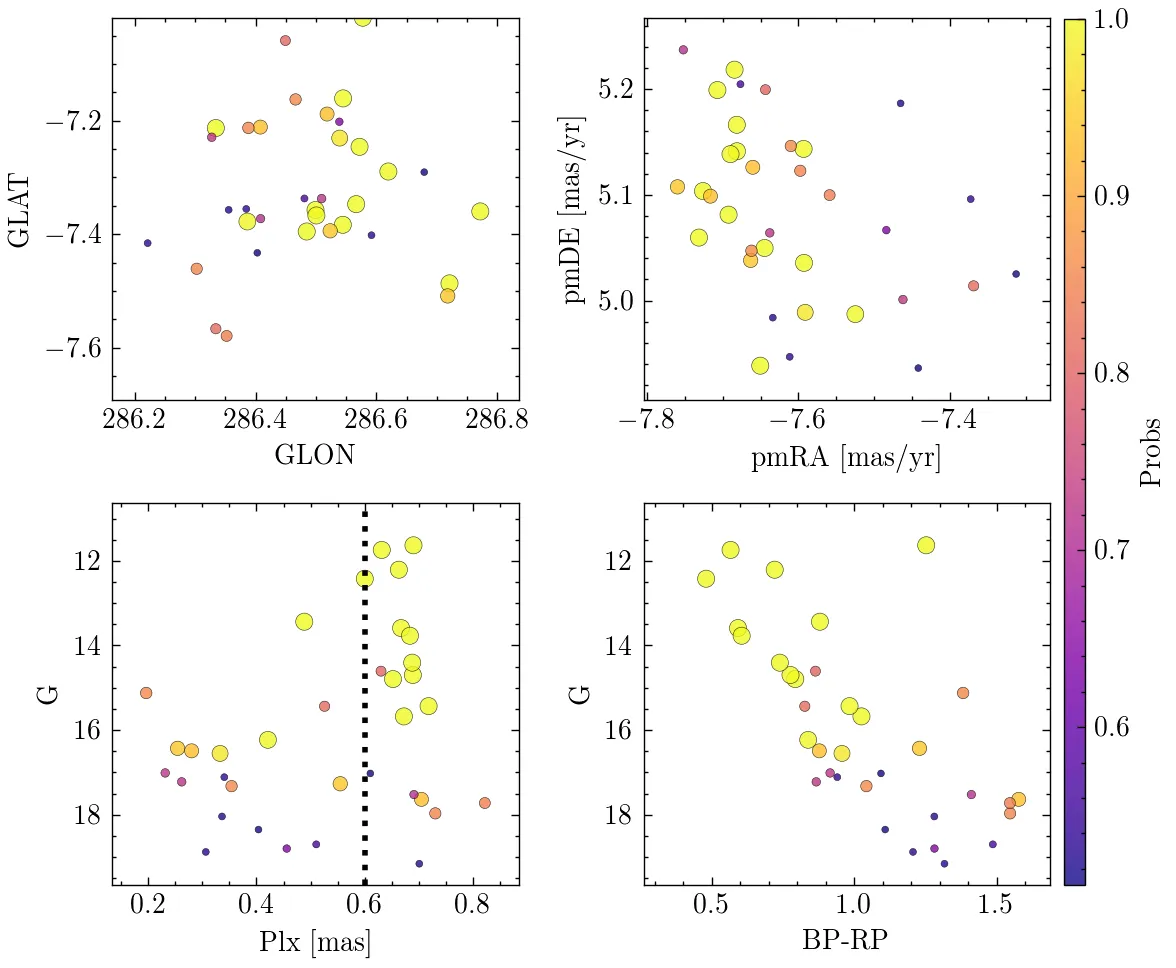 GLAT
−7.2
−7.4
−7.6
286.2 286.4 286.6 286.8
GLON
pmDE [mas/yr]
5.2
5.1
5.0
−7.8 −7.6 −7.4
pmRA [mas/yr]
1.0
0.9
0.8
0.7
0.6
Probs
G
12
14
16
18
0.2 0.4 0.6 0.8
Plx [mas]
G
12
14
16
18
0.5 1.0 1.5
BP-RP